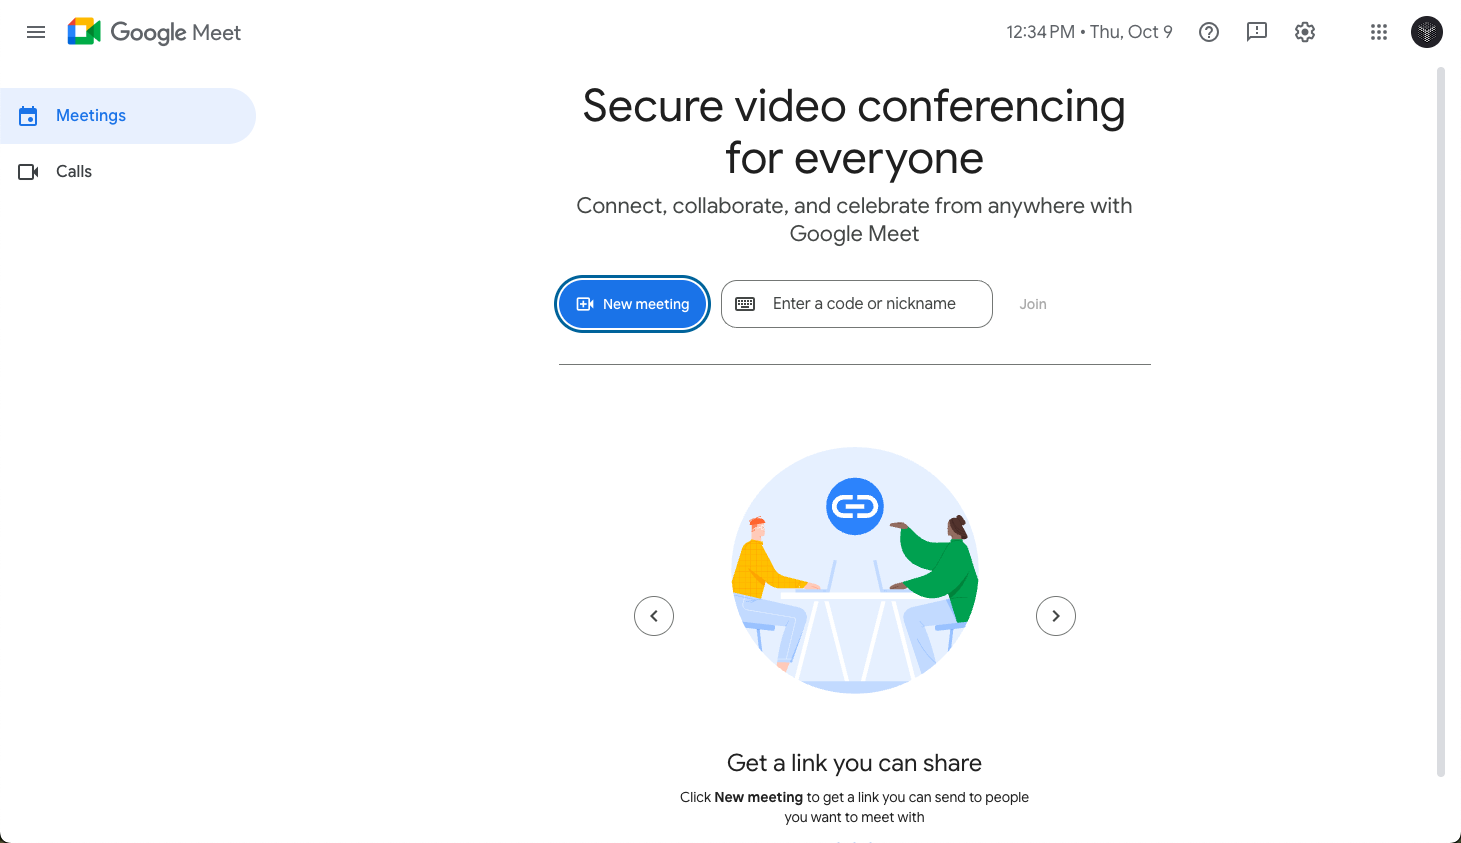 Google Meet
12:34 PM • Thu, Oct 9
Meetings
Calls
Secure video conferencing
for everyone
Connect, collaborate, and celebrate from anywhere with
Google Meet
New meeting
Enter a code or nickname
Join
Get a link you can share
Click New meeting to get a link you can send to people
you want to meet with